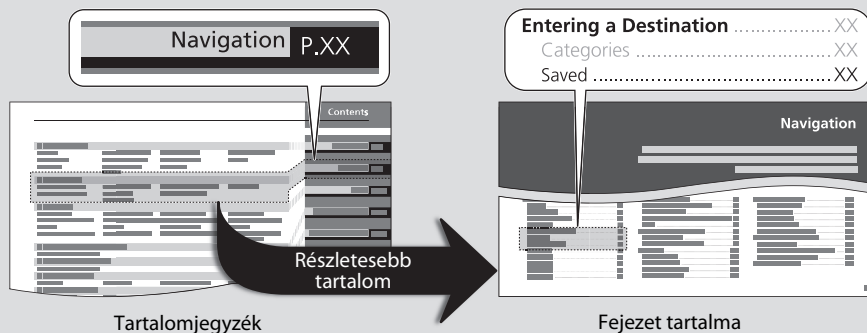 Navigation P.XX
Entering a Destination ................ XX
Categories ................................ XX
Saved ....................................... XX
Contents
Navigation
Részletesebb
tartalom
Tartalomjegyzék
Fejezet tartalma